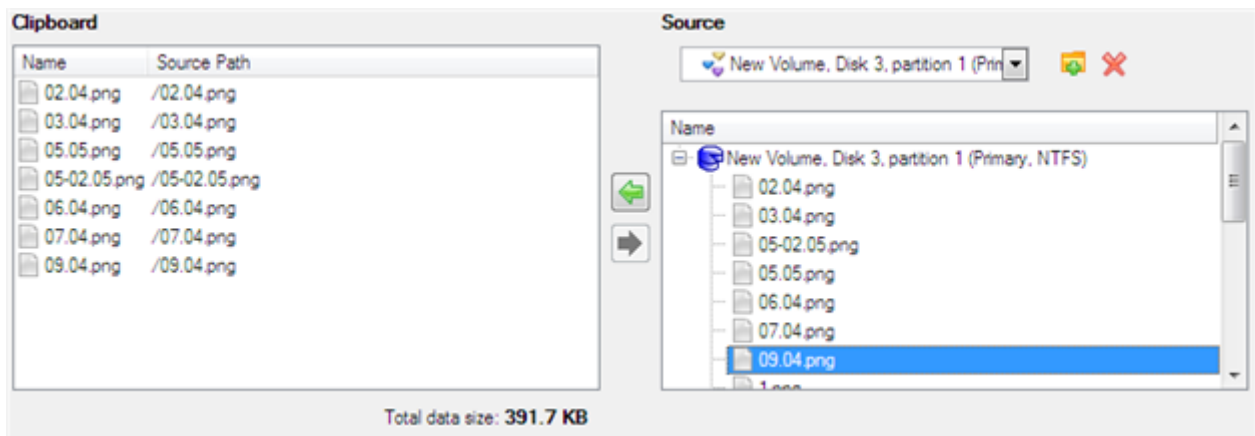 Clipboard
Name Source Path
02.04.png /02.04.png
03.04.png /03.04.png
05.05.png /05.05.png
05-02.05.png /05-02.05.png
06.04.png /06.04.png
07.04.png /07.04.png
09.04.png /09.04.png
Total data size: 391.7 KB
Source
New Volume, Disk 3, partition 1 (Prin
Name
New Volume, Disk 3, partition 1 (Primary, NTFS)
02.04.png
03.04.png
05-02.05.png
05.05.png
06.04.png
07.04.png
09.04.png
1.png